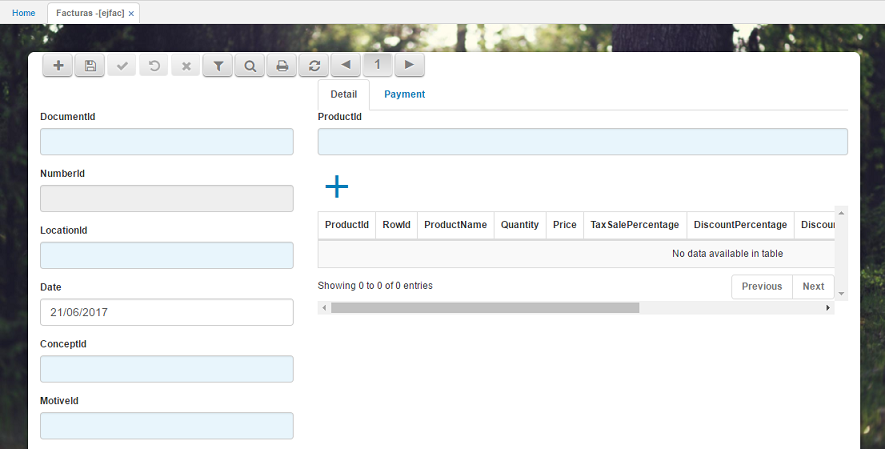 Home
Facturas -[ejfac] ×
1
Detail
Payment
DocumentId
ProductId
NumberId
LocationId
ProductId RowId ProductName Quantity Price TaxSalePercentage DiscountPercentage Discou
No data available in table
Date
Showing 0 to 0 of 0 entries
Previous
Next
21/06/2017
ConceptId
MotiveId